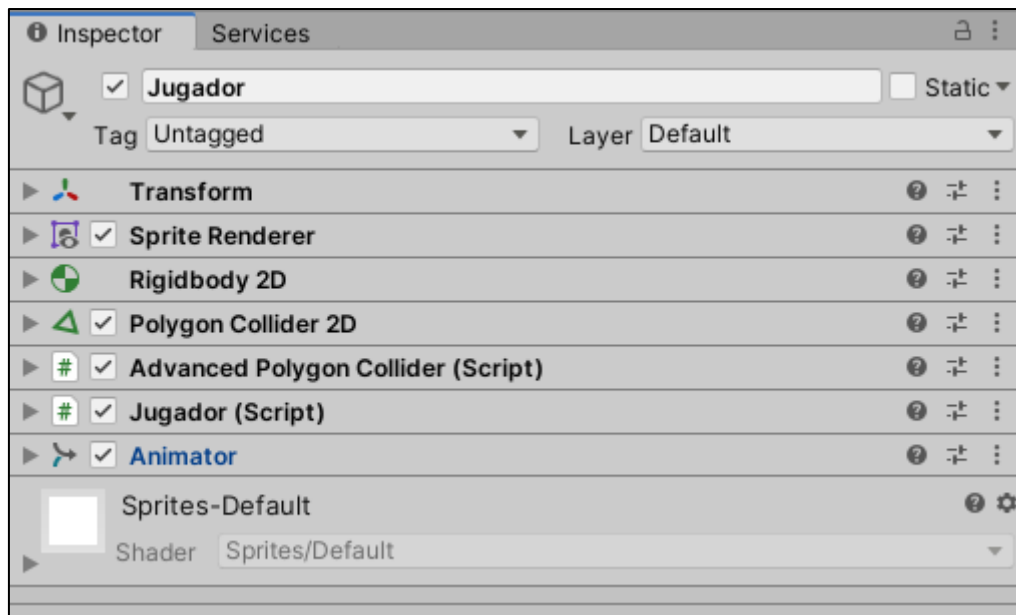 Inspector Services
Jugador Static
Tag Untagged Layer Default
Transform
Sprite Renderer
Rigidbody 2D
Polygon Collider 2D
# Advanced Polygon Collider (Script)
# Jugador (Script)
Animator
Sprites-Default
Shader Sprites/Default